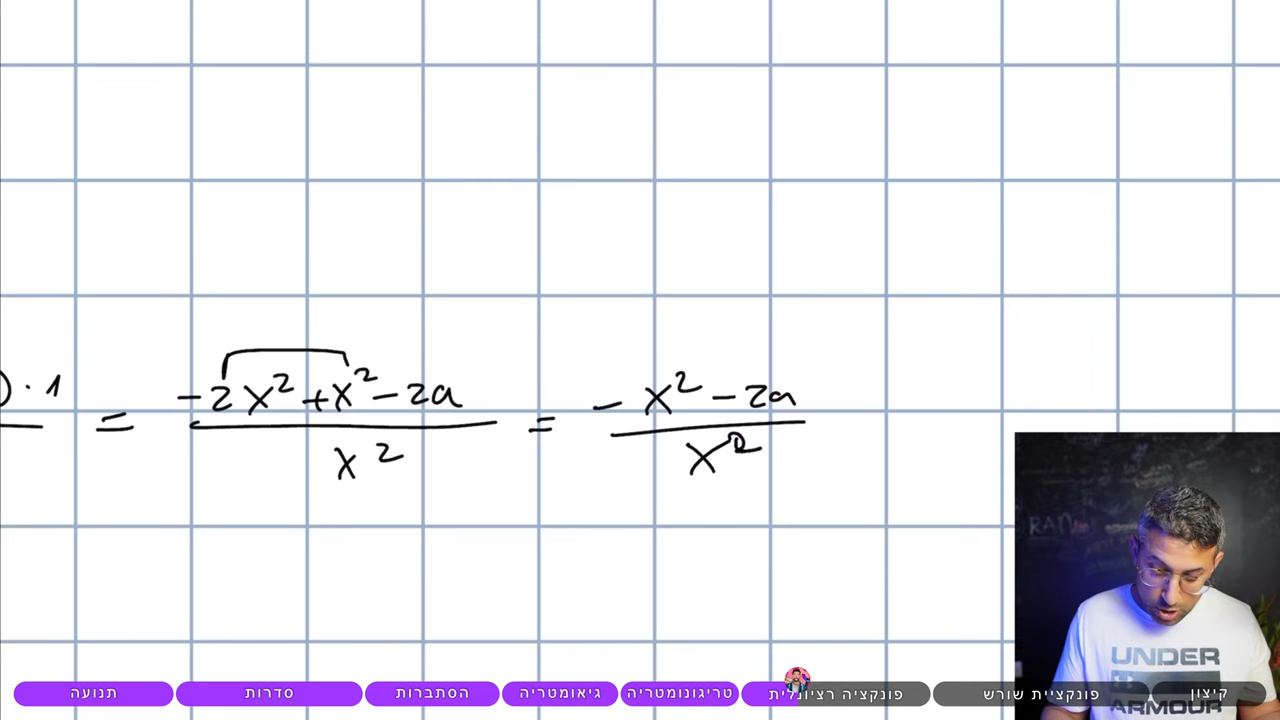 ) · 1 = (-2x² + x² - 2a) / x² = (-x² - 2a) / x²
UNDER
ARMOUR
תנועה
סדרות
הסתברות
גיאומטריה
טריגונומטריה
פונקציה רציונלית
פונקציית שורש
קיצון